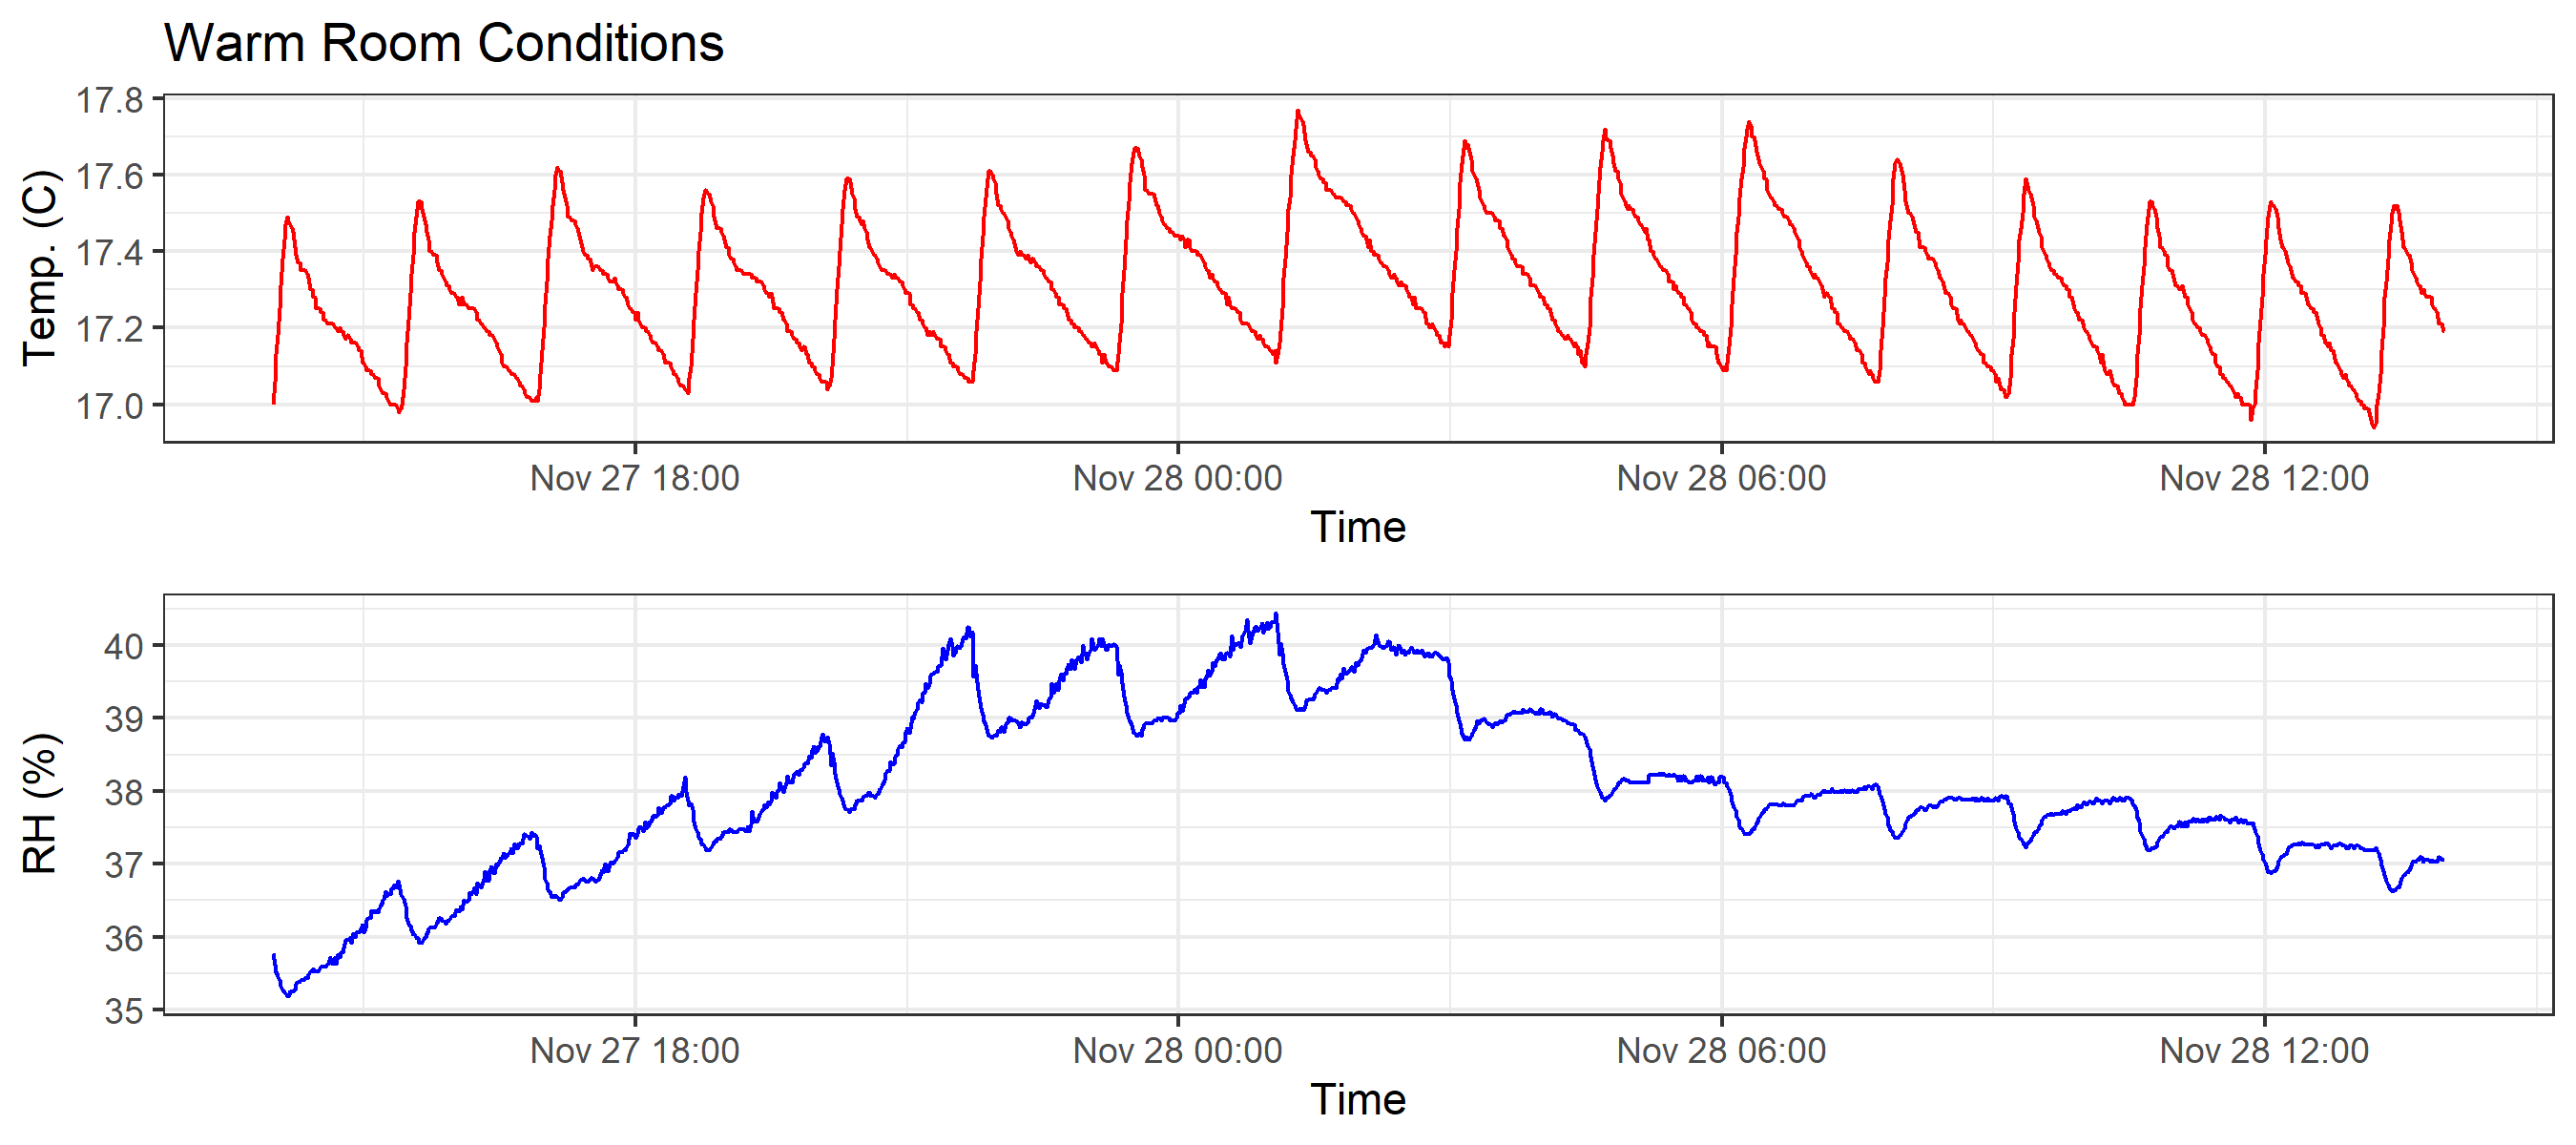 Warm Room Conditions
Temp. (C)
17.8
17.6
17.4
17.2
17.0
Nov 27 18:00 Nov 28 00:00 Nov 28 06:00 Nov 28 12:00
Time
RH (%)
40
39
38
37
36
35
Nov 27 18:00 Nov 28 00:00 Nov 28 06:00 Nov 28 12:00
Time